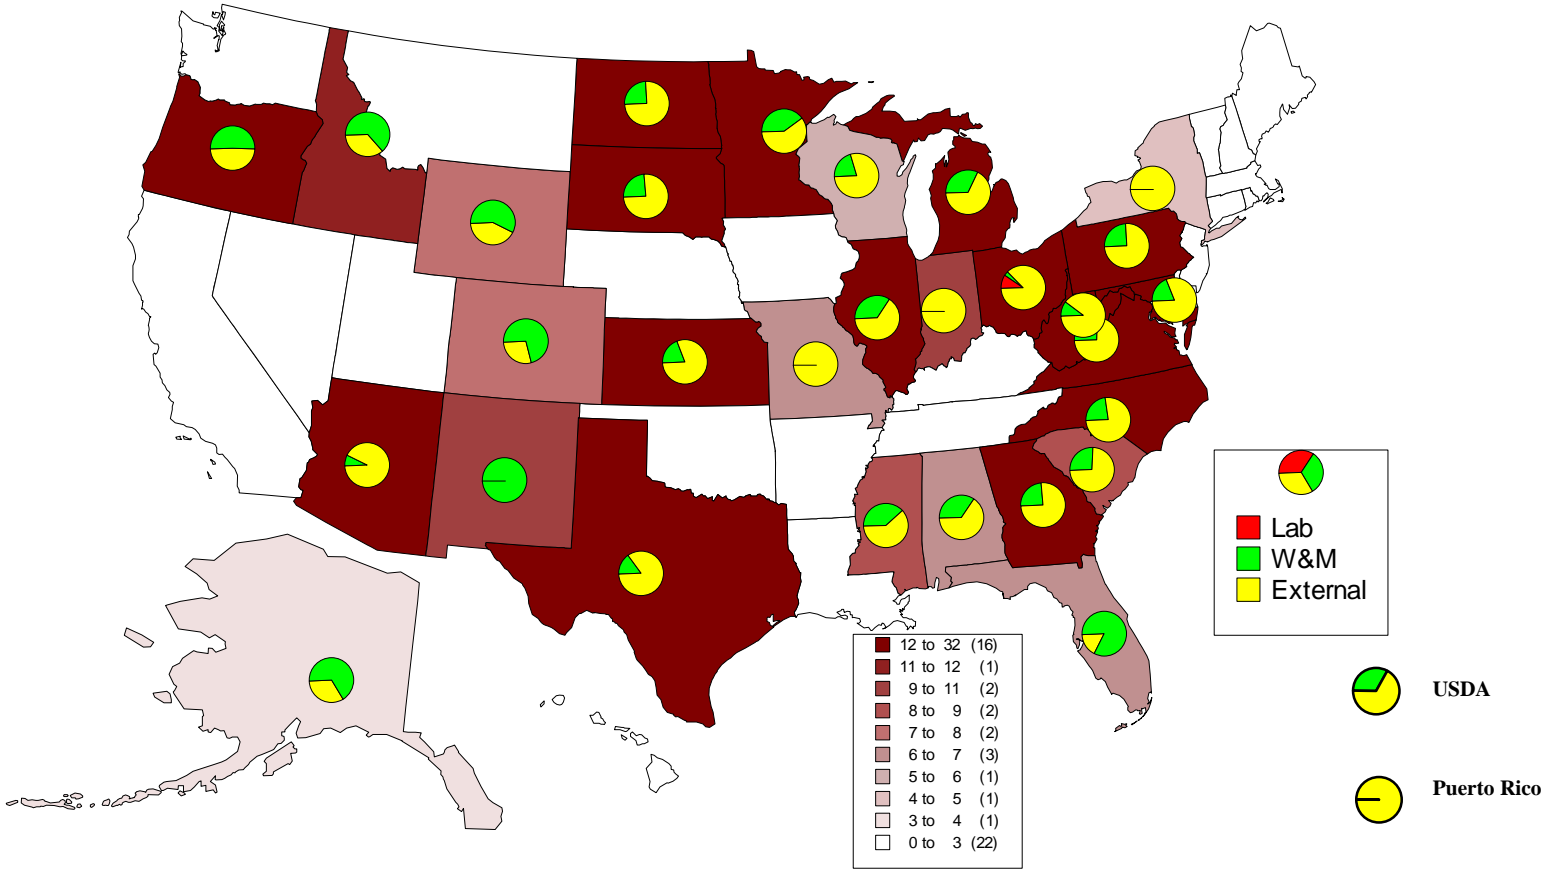 Lab
W&M
External
12 to 32 (16)
11 to 12 (1)
9 to 11 (2)
8 to 9 (2)
7 to 8 (2)
6 to 7 (3)
5 to 6 (1)
4 to 5 (1)
3 to 4 (1)
0 to 3 (22)
USDA
Puerto Rico